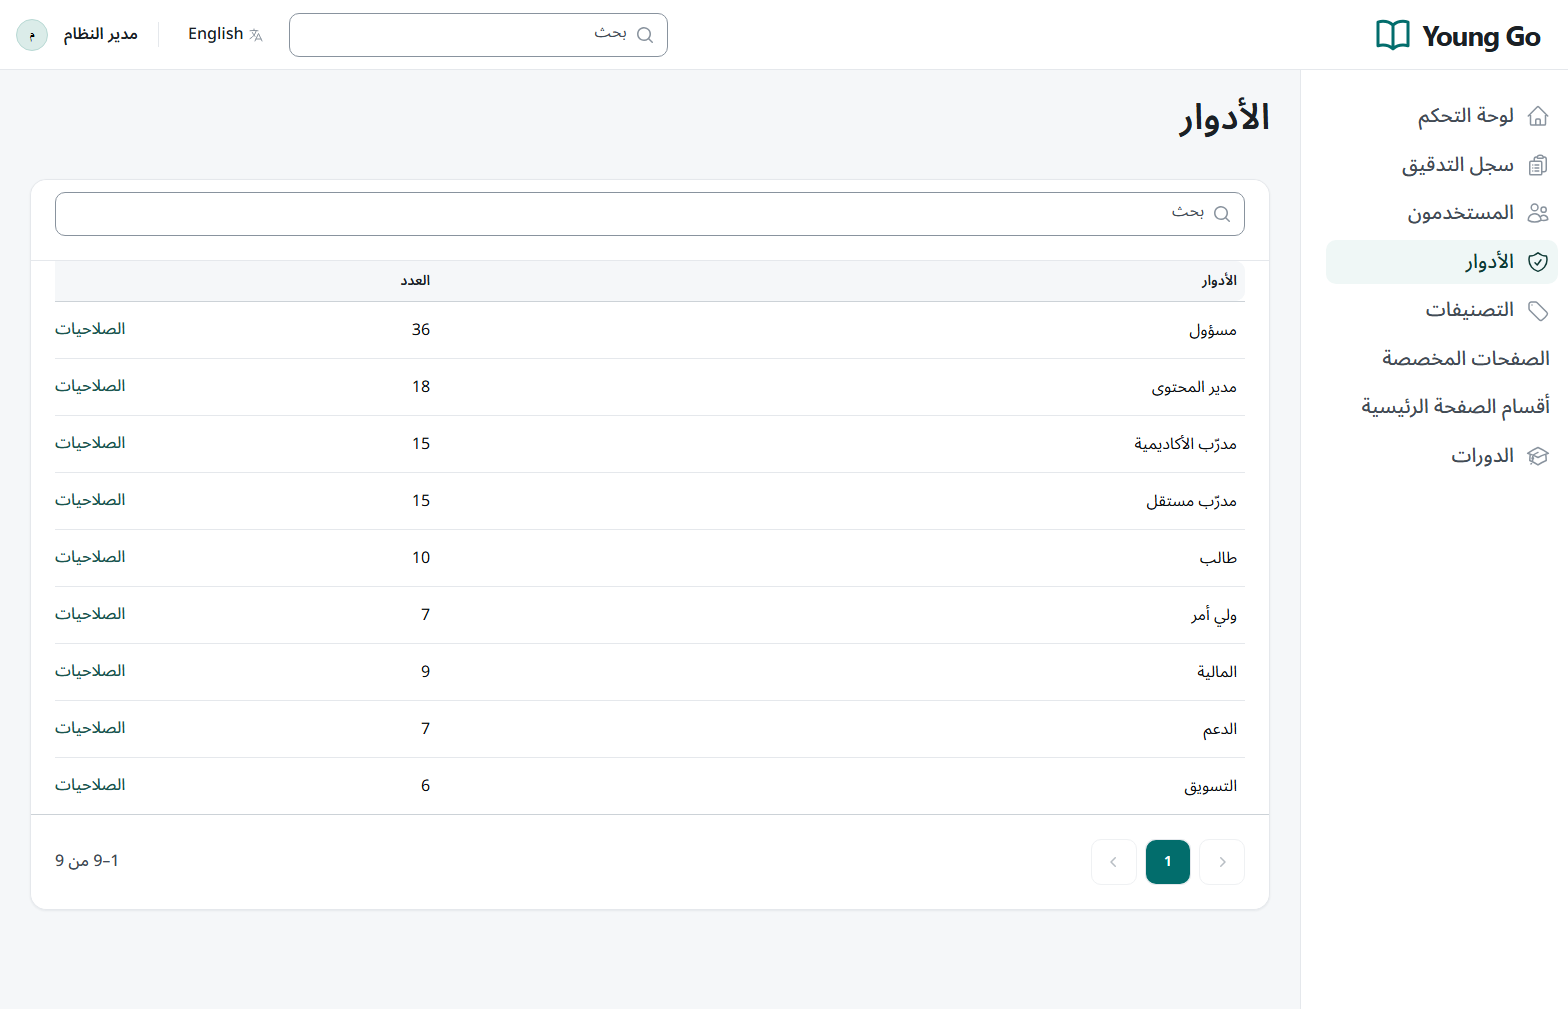 Young Go
بحث
English
مدير النظام
م
لوحة التحكم
سجل التدقيق
المستخدمون
الأدوار
التصنيفات
الصفحات المخصصة
أقسام الصفحة الرئيسية
الدورات
الأدوار
بحث
الأدوار العدد
مسؤول 36 الصلاحيات
مدير المحتوى 18 الصلاحيات
مدرّب الأكاديمية 15 الصلاحيات
مدرّب مستقل 15 الصلاحيات
طالب 10 الصلاحيات
ولي أمر 7 الصلاحيات
المالية 9 الصلاحيات
الدعم 7 الصلاحيات
التسويق 6 الصلاحيات
1
1–9 من 9